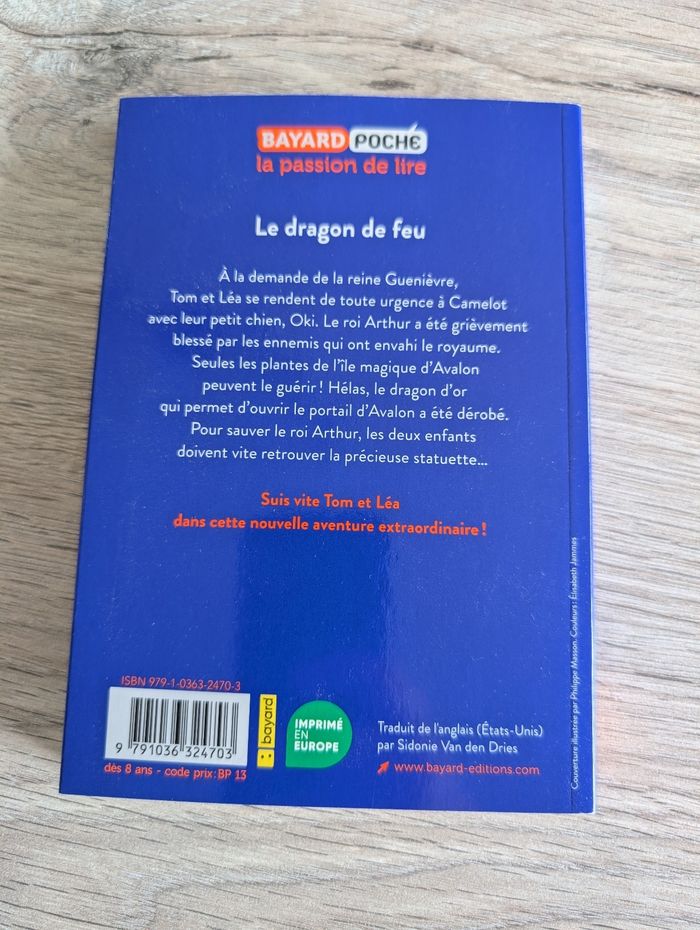 BAYARD POCHÉ
la passion de lire
Le dragon de feu
À la demande de la reine Guenièvre,
Tom et Léa se rendent de toute urgence à Camelot
avec leur petit chien, Oki. Le roi Arthur a été grièvement
blessé par les ennemis qui ont envahi le royaume.
Seules les plantes de l'île magique d'Avalon
peuvent le guérir ! Hélas, le dragon d'or
qui permet d'ouvrir le portail d'Avalon a été dérobé.
Pour sauver le roi Arthur, les deux enfants
doivent vite retrouver la précieuse statuette...
Suis vite Tom et Léa
dans cette nouvelle aventure extraordinaire !
ISBN 979-1-0363-2470-3
9 791036 324703
dès 8 ans - code prix : BP 13
bayard
IMPRIMÉ
EN
EUROPE
Traduit de l'anglais (États-Unis)
par Sidonie Van den Dries
www.bayard-editions.com
Couverture illustrée par Philippe Masson. Couleurs : Élisabeth Jammes